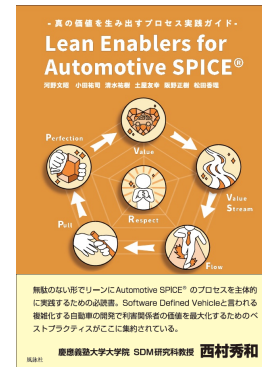 - 真の価値を生み出すプロセス実践ガイド -
Lean Enablers for
Automotive SPICE®
河野文昭 小田祐司 清水祐樹 土屋友幸 飯野正樹 松田香理
Perfection
Value
Value
Stream
Respect
Pull
Flow
無駄のない形でリーンにAutomotive SPICE® のプロセスを主体的
に実践するための必読書。Software Defined Vehicleと言われる
複雑化する自動車の開発で利害関係者の価値を最大化するためのベ
ストプラクティスがここに集約されている。
慶應義塾大学大学院 SDM研究科教授 西村秀和
風詠社